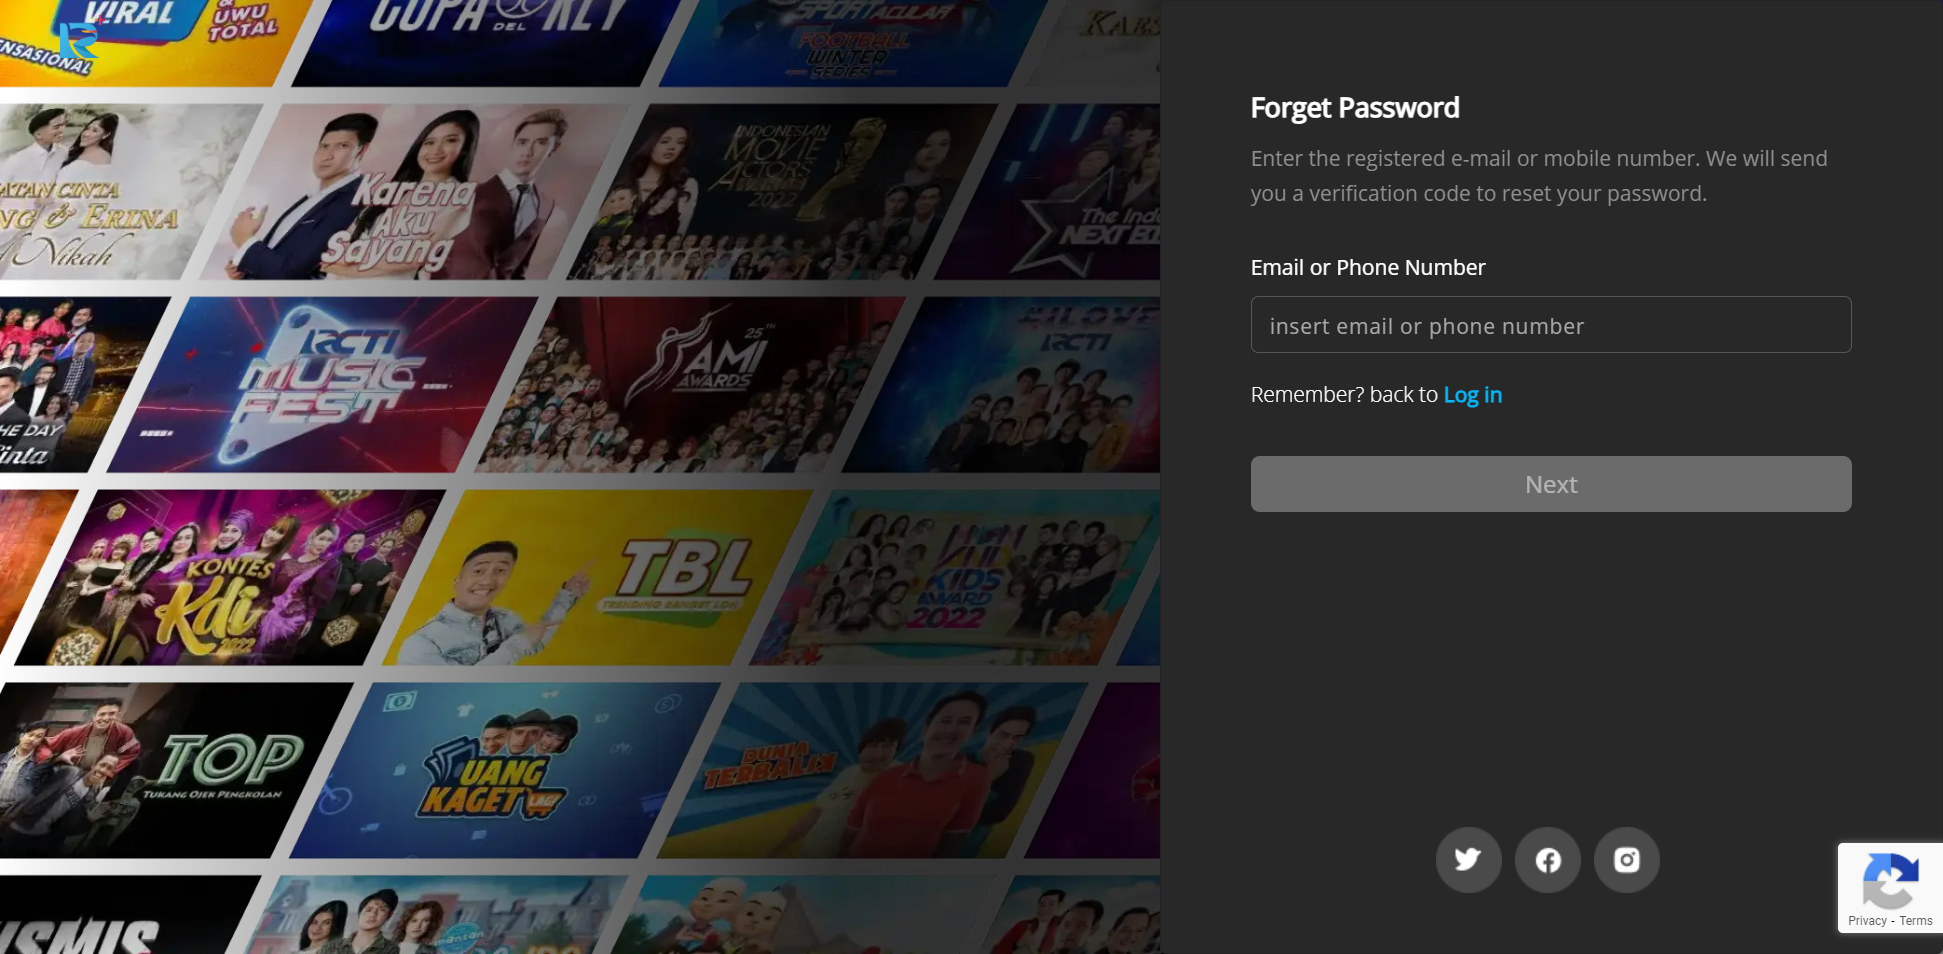 VIRAL
& UWU
TOTAL
ENSASIONAL
COPA DEL REY
SPORTACULAR
FOOTBALL
WINTER
SERIES
ATAN CINTA
NG & ERINA
Nikah
Karena
Aku
Sayang
INDONESIAN
MOVIE
ACTORS
AWARDS
2022
The Indo
NEXT BO
HE DAY
inta
RCTI
MUSIC
FEST
25TH
AMI
AWARDS
#ILOVE
RCTI
KONTES
Kdi
2022
TBL
TRENDING BANGET LOH
KIDS
AWARD
2022
TOP
TUKANG OJEK PENGKOLAN
UANG
KAGET LAGI
DUNIA
TERBALIK
ISMIS
mantan
Forget Password
Enter the registered e-mail or mobile number. We will send
you a verification code to reset your password.
Email or Phone Number
insert email or phone number
Remember? back to Log in
Next
Privacy - Terms